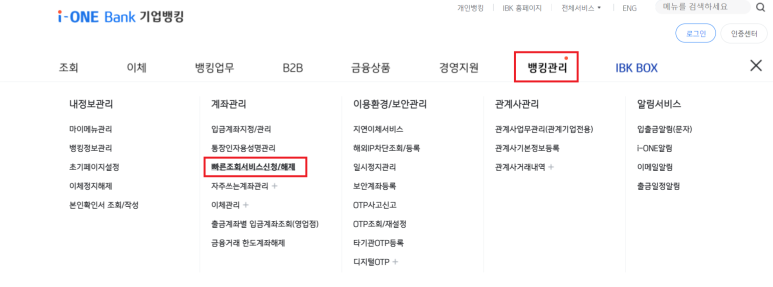 개인뱅킹 IBK 홈페이지 전체서비스 ENG 메뉴를 검색하세요
i-ONE Bank 기업뱅킹
로그인 인증센터
조회 이체 뱅킹업무 B2B 금융상품 경영지원 뱅킹관리 IBK BOX
내정보관리 계좌관리 이용환경/보안관리 관계사관리 알림서비스
마이메뉴관리 입금계좌지정/관리 지연이체서비스 관계사업무관리(관계기업전용) 입출금알림(문자)
뱅킹정보관리 통장인자용성명관리 해외IP차단조회/등록 관계사기본정보등록 i-ONE알림
초기페이지설정 빠른조회서비스신청/해제 일시정지관리 관계사거래내역 + 이메일알림
이체정지해제 자주쓰는계좌관리 + 보안계좌등록 출금일정알림
본인확인서 조회/작성 이체관리 + OTP사고신고
출금계좌별 입금계좌조회(영업점) OTP조회/재설정
금융거래 한도계좌해제 타기관OTP등록
디지털OTP +